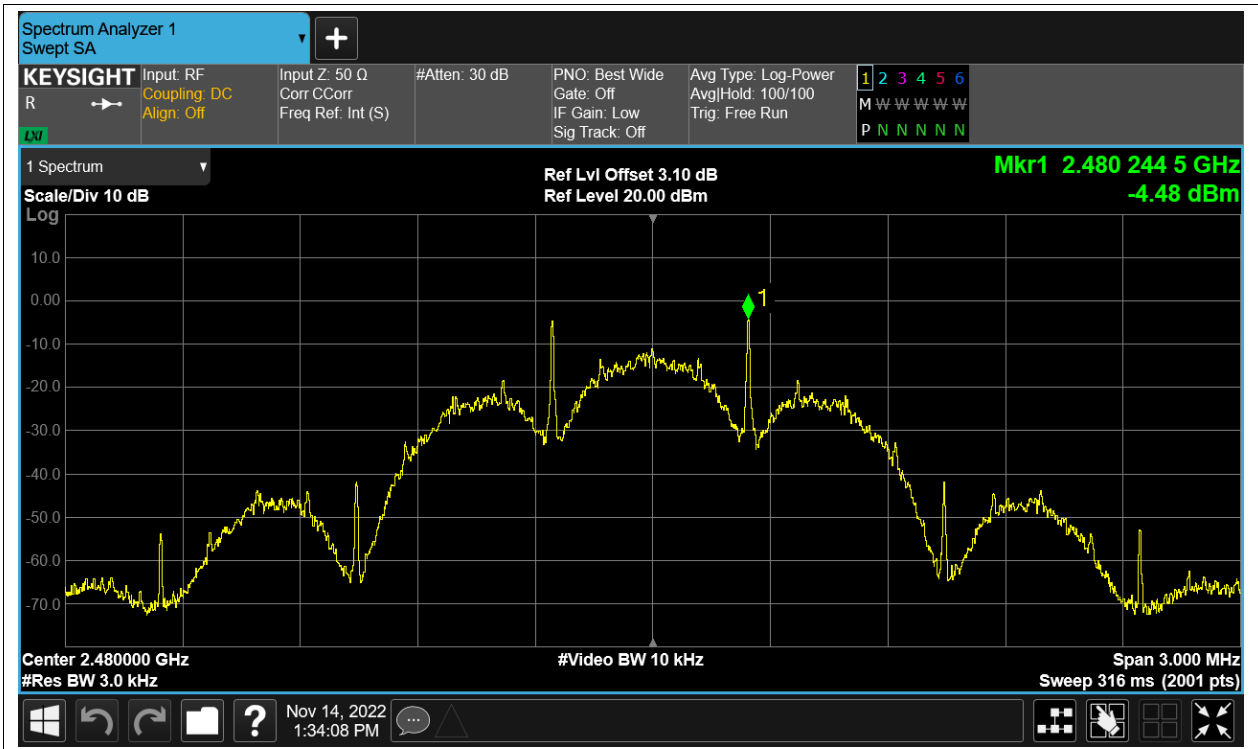 Spectrum Analyzer 1
Swept SA
KEYSIGHT
R
LXI
Input: RF
Coupling: DC
Align: Off
Input Z: 50 Ω
Corr CCorr
Freq Ref: Int (S)
#Atten: 30 dB
PNO: Best Wide
Gate: Off
IF Gain: Low
Sig Track: Off
Avg Type: Log-Power
Avg|Hold: 100/100
Trig: Free Run
1 2 3 4 5 6
M W W W W W
P N N N N N
1 Spectrum
Scale/Div 10 dB
Ref Lvl Offset 3.10 dB
Ref Level 20.00 dBm
Mkr1 2.480 244 5 GHz
-4.48 dBm
Log
10.0
0.00
-10.0
-20.0
-30.0
-40.0
-50.0
-60.0
-70.0
1
Center 2.480000 GHz
#Res BW 3.0 kHz
#Video BW 10 kHz
Span 3.000 MHz
Sweep 316 ms (2001 pts)
?
Nov 14, 2022
1:34:08 PM